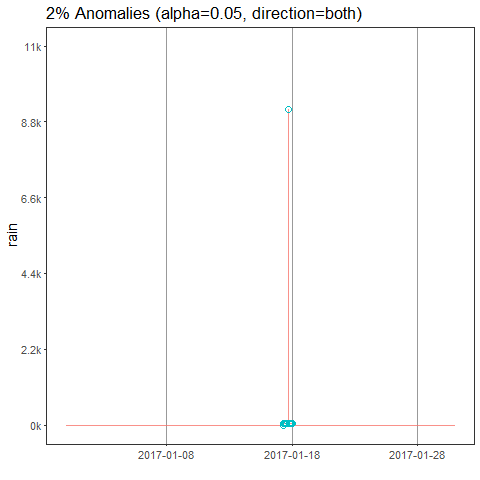 2% Anomalies (alpha=0.05, direction=both)
11k
8.8k
6.6k
4.4k
2.2k
0k
rain
2017-01-08 2017-01-18 2017-01-28